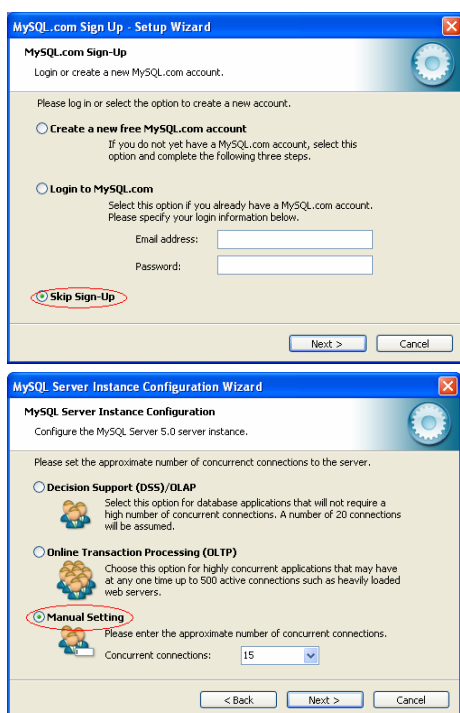 MySQL.com Sign Up - Setup Wizard
MySQL.com Sign-Up
Login or create a new MySQL.com account.
Please log in or select the option to create a new account.
Create a new free MySQL.com account
If you do not yet have a MySQL.com account, select this
option and complete the following three steps.
Login to MySQL.com
Select this option if you already have a MySQL.com account.
Please specify your login information below.
Email address:
Password:
Skip Sign-Up
Next >
Cancel
MySQL Server Instance Configuration Wizard
MySQL Server Instance Configuration
Configure the MySQL Server 5.0 server instance.
Please set the approximate number of concurrenct connections to the server.
Decision Support (DSS)/OLAP
Select this option for database applications that will not require a
high number of concurrent connections. A number of 20 connections
will be assumed.
Online Transaction Processing (OLTP)
Choose this option for highly concurrent applications that may have
at any one time up to 500 active connections such as heavily loaded
web servers.
Manual Setting
Please enter the approximate number of concurrent connections.
Concurrent connections:
15
< Back
Next >
Cancel